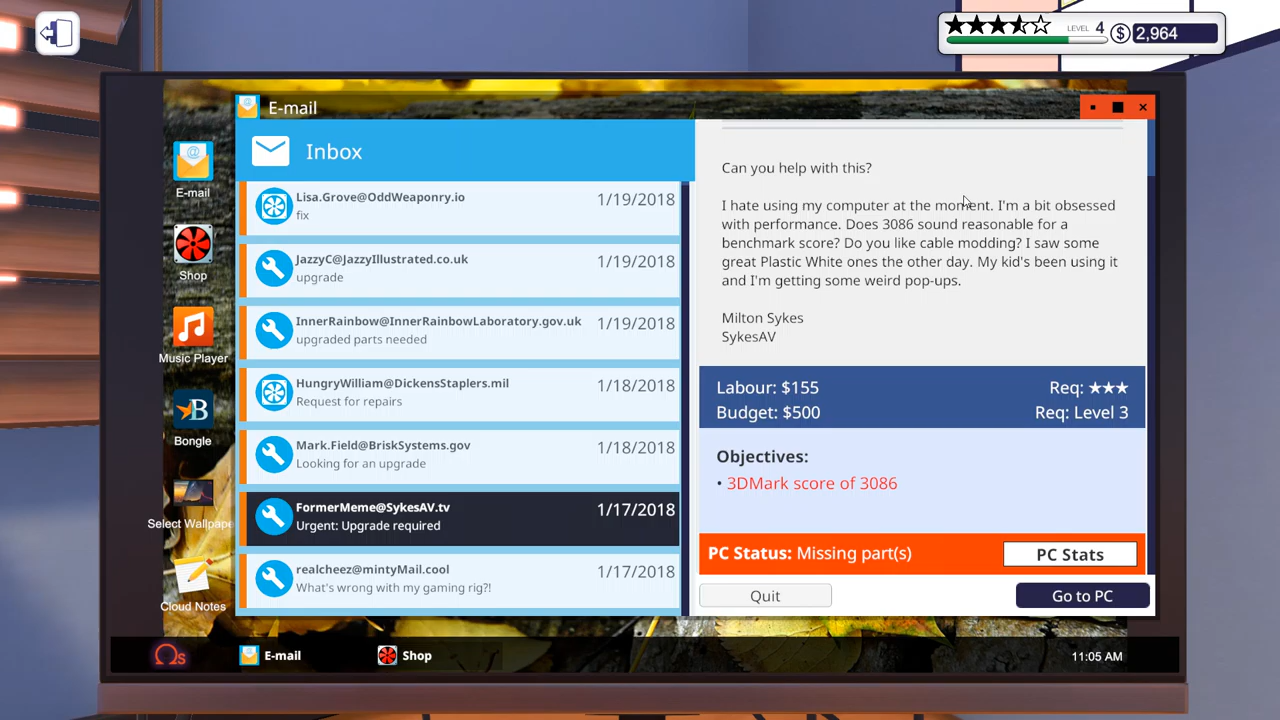 LEVEL 4 $ 2,964
E-mail
Inbox
Lisa.Grove@OddWeaponry.io 1/19/2018
fix
JazzyC@JazzyIllustrated.co.uk 1/19/2018
upgrade
InnerRainbow@InnerRainbowLaboratory.gov.uk 1/19/2018
upgraded parts needed
HungryWilliam@DickensStaplers.mil 1/18/2018
Request for repairs
Mark.Field@BriskSystems.gov 1/18/2018
Looking for an upgrade
FormerMeme@SykesAV.tv 1/17/2018
Urgent: Upgrade required
realcheez@mintyMail.cool 1/17/2018
What's wrong with my gaming rig?!
Can you help with this?
I hate using my computer at the moment. I'm a bit obsessed
with performance. Does 3086 sound reasonable for a
benchmark score? Do you like cable modding? I saw some
great Plastic White ones the other day. My kid's been using it
and I'm getting some weird pop-ups.
Milton Sykes
SykesAV
Labour: $155 Req: ★★★
Budget: $500 Req: Level 3
Objectives:
• 3DMark score of 3086
PC Status: Missing part(s) PC Stats
Quit Go to PC
E-mail
Shop
Music Player
B
Bongle
Select Wallpape
Cloud Notes
Ωs E-mail Shop 11:05 AM